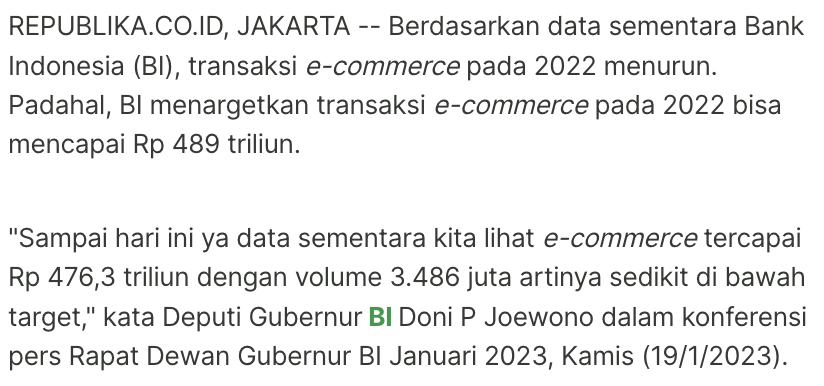 REPUBLIKA.CO.ID, JAKARTA -- Berdasarkan data sementara Bank
Indonesia (BI), transaksi e-commerce pada 2022 menurun.
Padahal, BI menargetkan transaksi e-commerce pada 2022 bisa
mencapai Rp 489 triliun.
"Sampai hari ini ya data sementara kita lihat e-commerce tercapai
Rp 476,3 triliun dengan volume 3.486 juta artinya sedikit di bawah
target," kata Deputi Gubernur BI Doni P Joewono dalam konferensi
pers Rapat Dewan Gubernur BI Januari 2023, Kamis (19/1/2023).